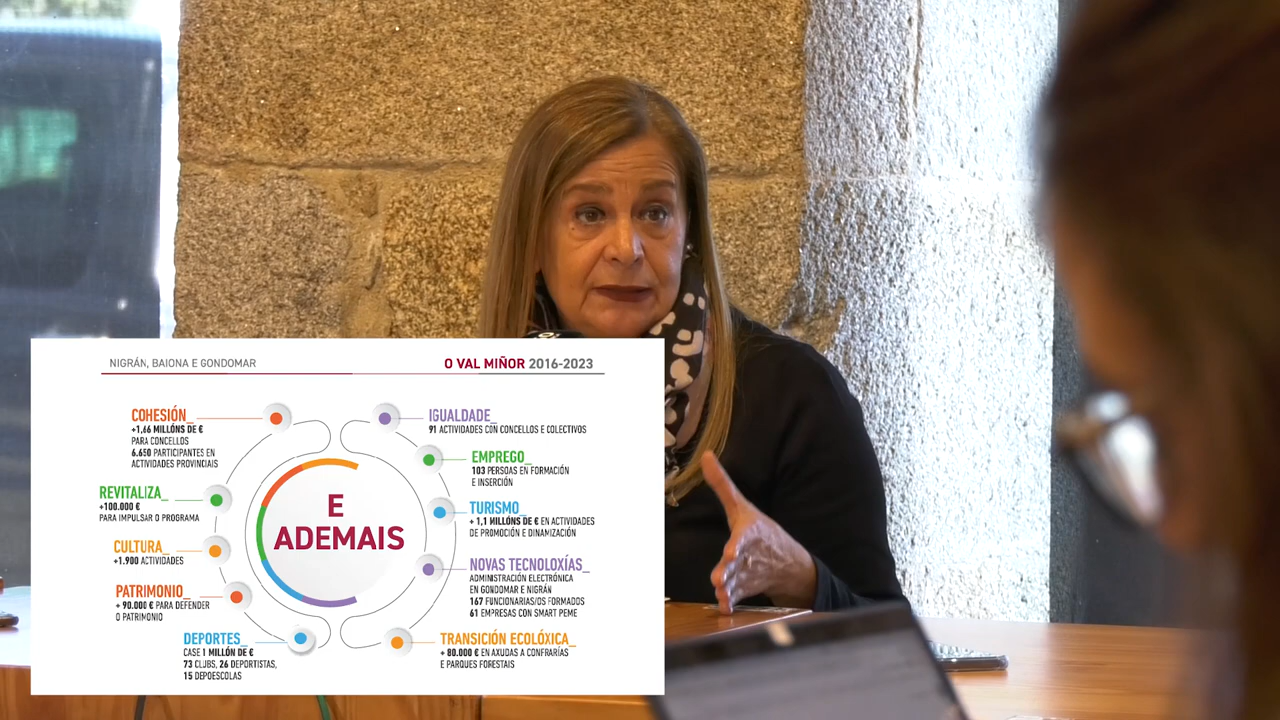 NIGRÁN, BAIONA E GONDOMAR
O VAL MIÑOR 2016-2023
COHESIÓN_
+1,66 MILLÓNS DE €
PARA CONCELLOS
6.650 PARTICIPANTES EN
ACTIVIDADES PROVINCIAIS
REVITALIZA_
+100.000 €
PARA IMPULSAR O PROGRAMA
CULTURA_
+1.900 ACTIVIDADES
PATRIMONIO_
+ 90.000 € PARA DEFENDER
O PATRIMONIO
DEPORTES_
CASE 1 MILLÓN DE €
73 CLUBS, 26 DEPORTISTAS,
15 DEPOESCOLAS
E
ADEMAIS
IGUALDADE_
91 ACTIVIDADES CON CONCELLOS E COLECTIVOS
EMPREGO_
103 PERSOAS EN FORMACIÓN
E INSERCIÓN
TURISMO_
+ 1,1 MILLÓNS DE € EN ACTIVIDADES
DE PROMOCIÓN E DINAMIZACIÓN
NOVAS TECNOLOXÍAS_
ADMINISTRACIÓN ELECTRÓNICA
EN GONDOMAR E NIGRÁN
167 FUNCIONARIAS/OS FORMADOS
61 EMPRESAS CON SMART PEME
TRANSICIÓN ECOLÓXICA_
+ 80.000 € EN AXUDAS A CONFRARÍAS
E PARQUES FORESTAIS